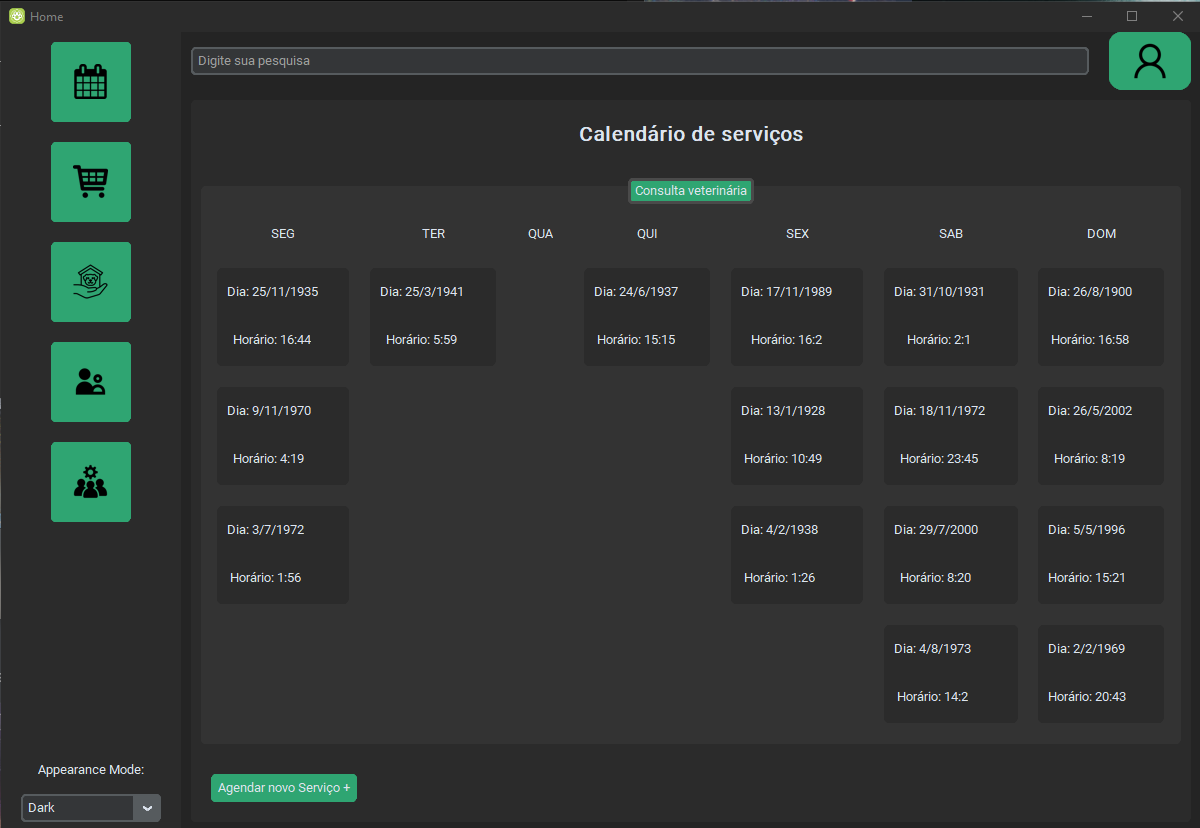 Home
Digite sua pesquisa
Calendário de serviços
Consulta veterinária
SEG TER QUA QUI SEX SAB DOM
Dia: 25/11/1935 Dia: 25/3/1941 Dia: 24/6/1937 Dia: 17/11/1989 Dia: 31/10/1931 Dia: 26/8/1900
Horário: 16:44 Horário: 5:59 Horário: 15:15 Horário: 16:2 Horário: 2:1 Horário: 16:58
Dia: 9/11/1970 Dia: 13/1/1928 Dia: 18/11/1972 Dia: 26/5/2002
Horário: 4:19 Horário: 10:49 Horário: 23:45 Horário: 8:19
Dia: 3/7/1972 Dia: 4/2/1938 Dia: 29/7/2000 Dia: 5/5/1996
Horário: 1:56 Horário: 1:26 Horário: 8:20 Horário: 15:21
Dia: 4/8/1973 Dia: 2/2/1969
Horário: 14:2 Horário: 20:43
Appearance Mode:
Agendar novo Serviço +
Dark